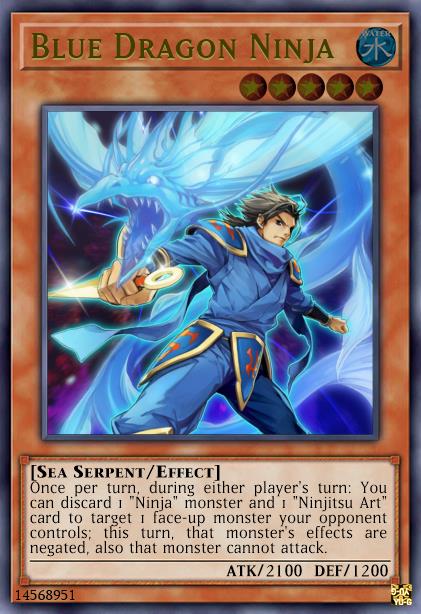 Blue Dragon Ninja
WATER
水
[Sea Serpent/Effect]
Once per turn, during either player's turn: You
can discard 1 "Ninja" monster and 1 "Ninjitsu Art"
card to target 1 face-up monster your opponent
controls; this turn, that monster's effects are
negated, also that monster cannot attack.
ATK/2100 DEF/1200
14568951